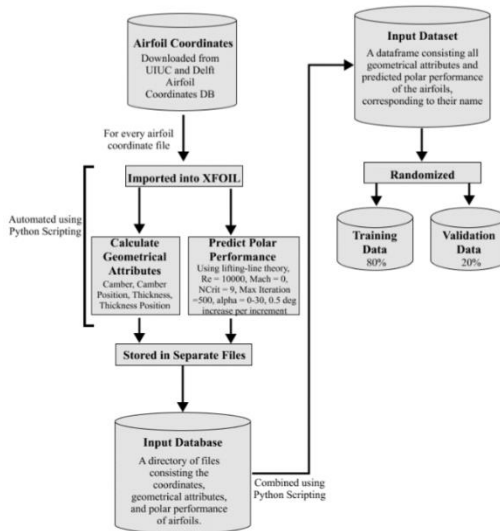 Airfoil Coordinates
Downloaded from
UIUC and Delft
Airfoil
Coordinates DB
For every airfoil
coordinate file
Imported into XFOIL
Automated using
Python Scripting
Calculate
Geometrical
Attributes
Camber, Camber
Position, Thickness,
Thickness Position
Predict Polar
Performance
Using lifting-line theory,
Re = 10000, Mach = 0,
NCrit = 9, Max Iteration
=500, alpha = 0-30, 0.5 deg
increase per increment
Stored in Separate Files
Input Database
A directory of files
consisting the
coordinates,
geometrical attributes,
and polar performance
of airfoils.
Combined using
Python Scripting
Input Dataset
A dataframe consisting all
geometrical attributes and
predicted polar performance
of the airfoils,
corresponding to their name
Randomized
Training
Data
80%
Validation
Data
20%